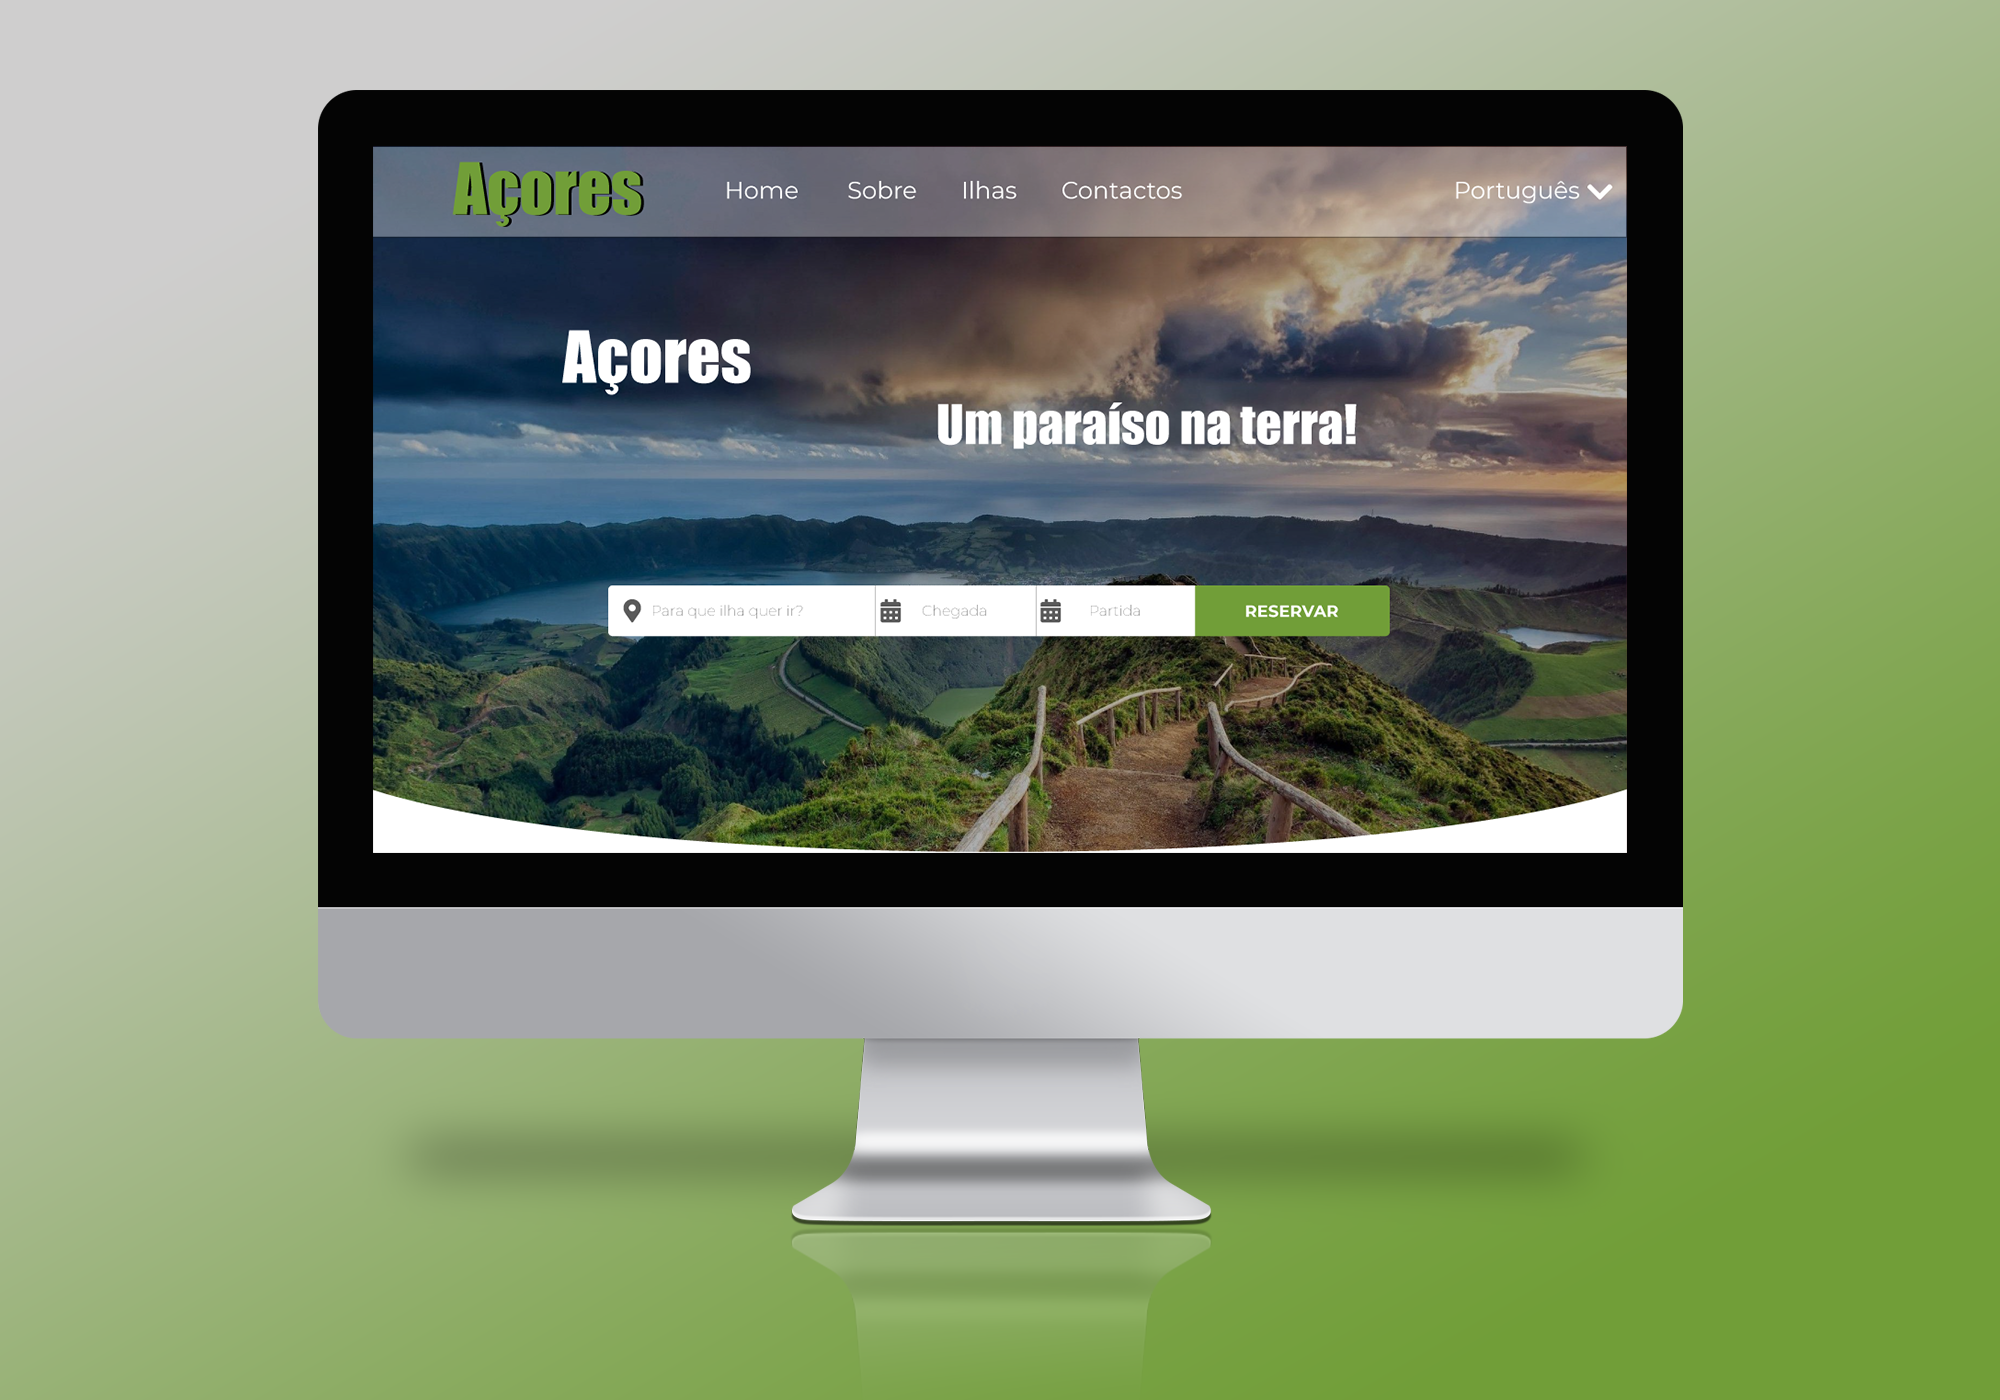 Açores
Home Sobre Ilhas Contactos Português
Açores
Um paraíso na terra!
Para que ilha quer ir? Chegada Partida RESERVAR